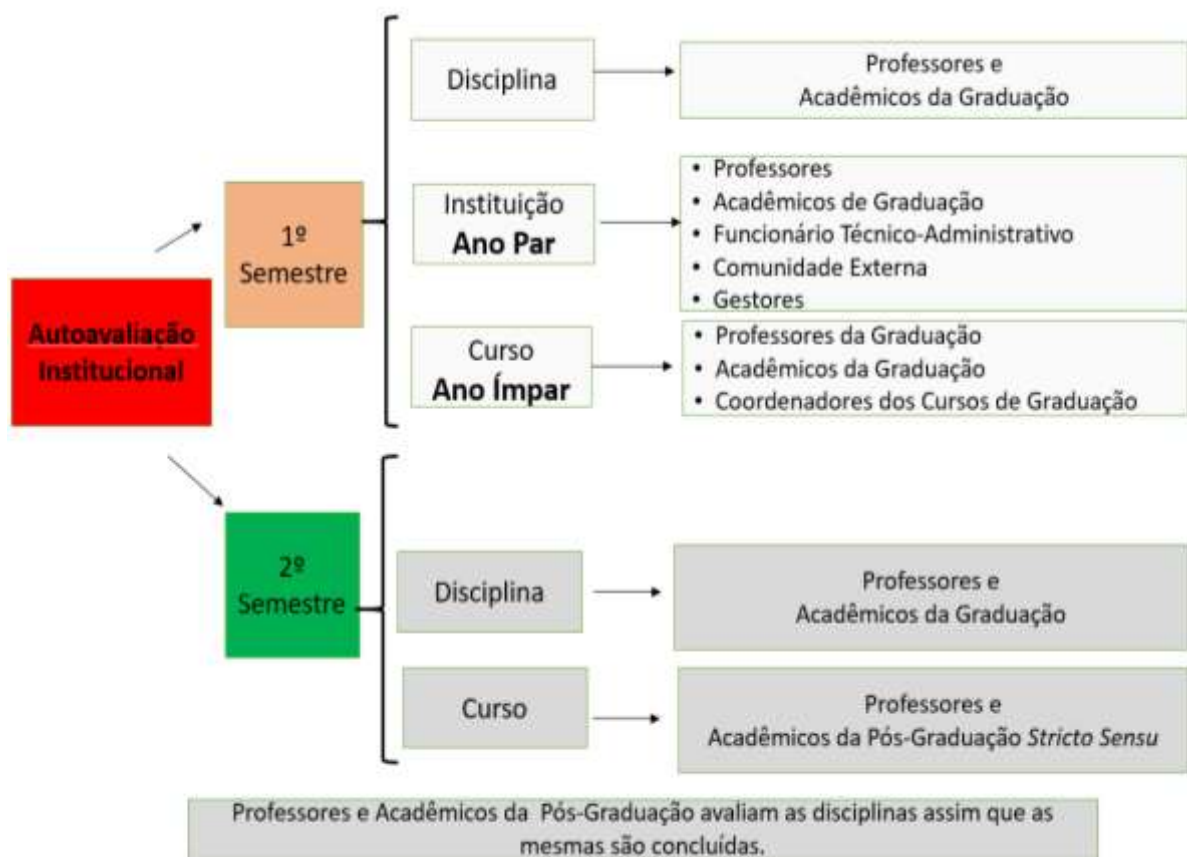 Autoavaliação
Institucional
1º
Semestre
Disciplina
Professores e
Acadêmicos da Graduação
Instituição
Ano Par
• Professores
• Acadêmicos de Graduação
• Funcionário Técnico-Administrativo
• Comunidade Externa
• Gestores
Curso
Ano Ímpar
• Professores da Graduação
• Acadêmicos da Graduação
• Coordenadores dos Cursos de Graduação
2º
Semestre
Disciplina
Professores e
Acadêmicos da Graduação
Curso
Professores e
Acadêmicos da Pós-Graduação Stricto Sensu
Professores e Acadêmicos da Pós-Graduação avaliam as disciplinas assim que as
mesmas são concluídas.